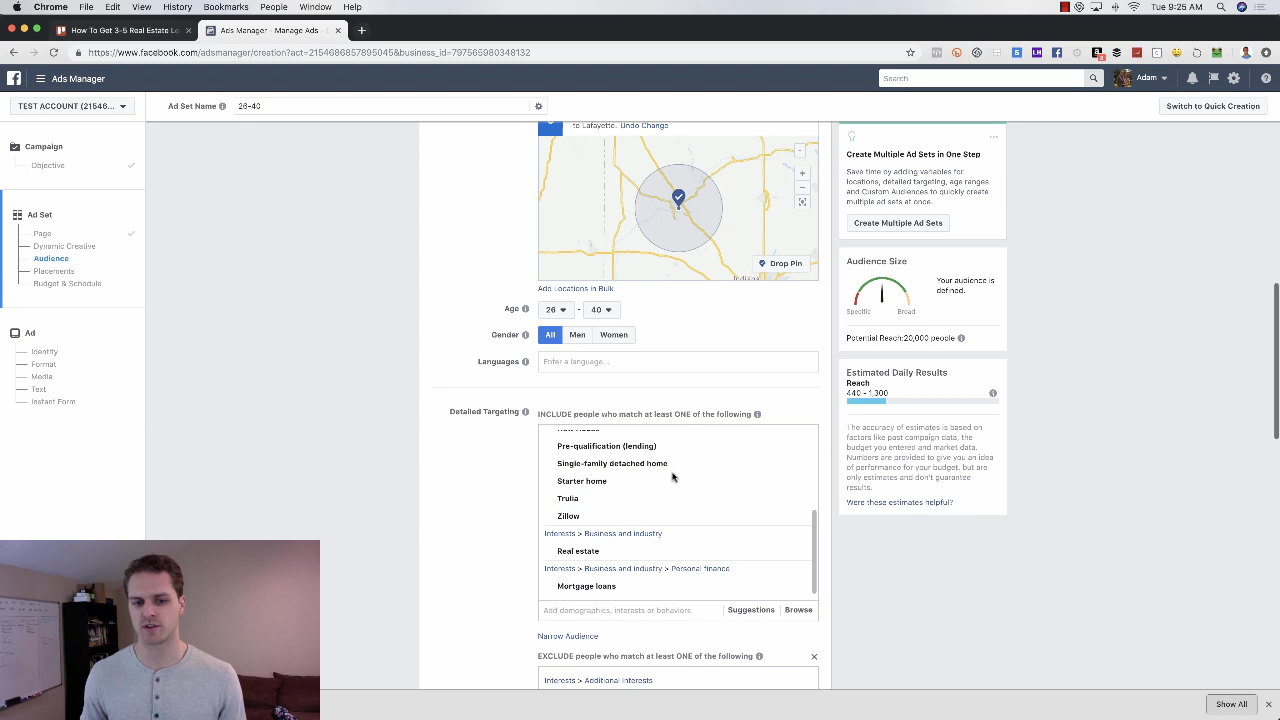 Chrome File Edit View History Bookmarks People Window Help
Tue 9:25 AM
How To Get 3-5 Real Estate Le
Ads Manager - Manage Ads -
https://www.facebook.com/adsmanager/creation?act=2154686857895045&business_id=797565980348132
Ads Manager
Search
Adam
TEST ACCOUNT (21546...
Ad Set Name
26-40
Switch to Quick Creation
Campaign
Objective
Ad Set
Page
Dynamic Creative
Audience
Placements
Budget & Schedule
Ad
Identity
Format
Media
Text
Instant Form
to Lafayette. Undo Change
Drop Pin
Add Locations in Bulk
Age
26 - 40
Gender
All Men Women
Languages
Enter a language...
Detailed Targeting
INCLUDE people who match at least ONE of the following
Pre-qualification (lending)
Single-family detached home
Starter home
Trulia
Zillow
Interests > Business and industry
Real estate
Interests > Business and industry > Personal finance
Mortgage loans
Add demographics, interests or behaviors
Suggestions
Browse
Narrow Audience
EXCLUDE people who match at least ONE of the following
Interests > Additional Interests
Create Multiple Ad Sets in One Step
Save time by adding variables for
locations, detailed targeting, age ranges
and Custom Audiences to quickly create
multiple ad sets at once.
Create Multiple Ad Sets
Audience Size
Your audience is
defined.
Specific
Broad
Potential Reach:20,000 people
Estimated Daily Results
Reach
440 - 1,300
The accuracy of estimates is based on
factors like past campaign data, the
budget you entered and market data.
Numbers are provided to give you an idea
of performance for your budget, but are
only estimates and don't guarantee
results.
Were these estimates helpful?
Show All